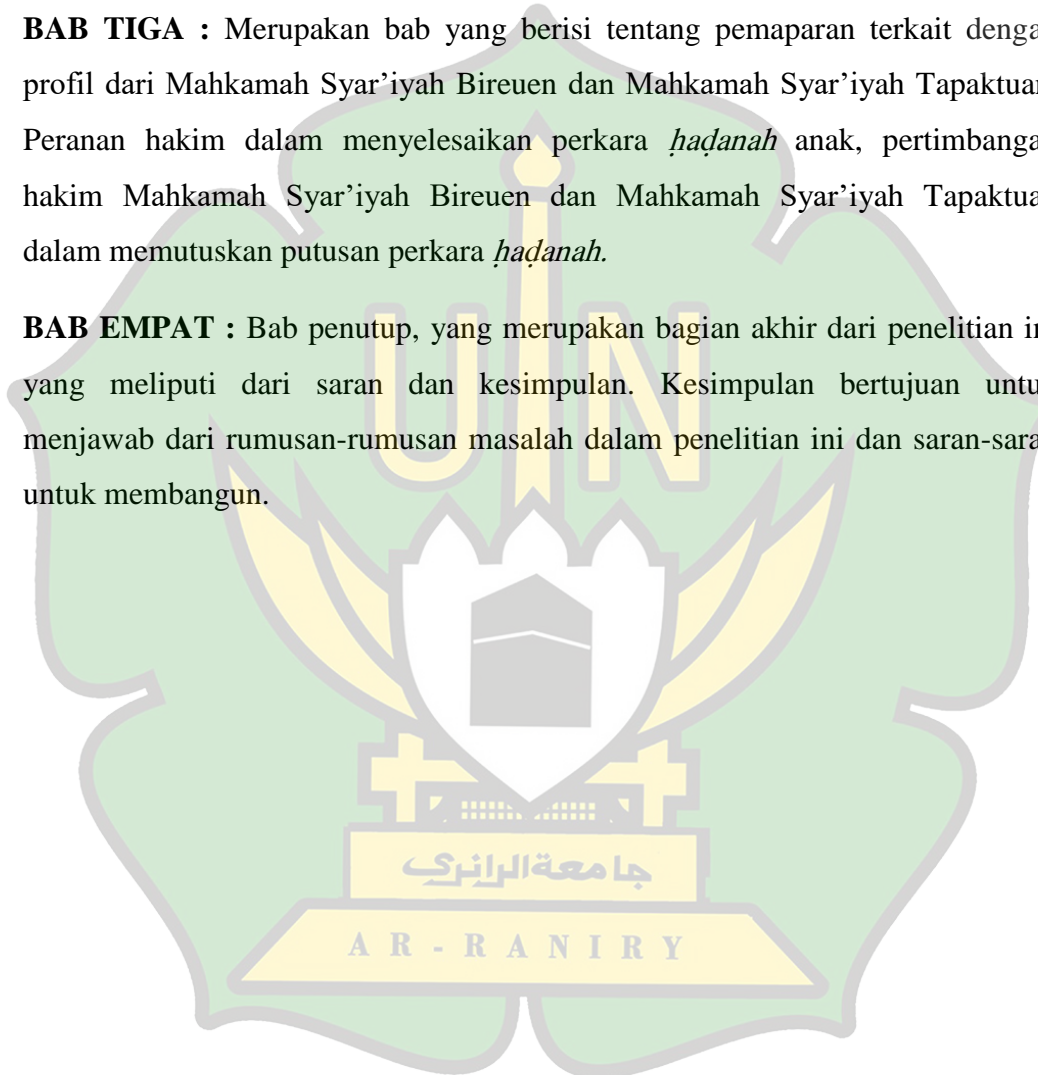 BAB TIGA : Merupakan bab yang berisi tentang pemaparan terkait denga
profil dari Mahkamah Syar’iyah Bireuen dan Mahkamah Syar’iyah Tapaktuan
Peranan hakim dalam menyelesaikan perkara ḥaḍanah anak, pertimbanga
hakim Mahkamah Syar’iyah Bireuen dan Mahkamah Syar’iyah Tapaktua
dalam memutuskan putusan perkara ḥaḍanah.
BAB EMPAT : Bab penutup, yang merupakan bagian akhir dari penelitian in
yang meliputi dari saran dan kesimpulan. Kesimpulan bertujuan untu
menjawab dari rumusan-rumusan masalah dalam penelitian ini dan saran-sara
untuk membangun.
UIN
جامعةالرانري
AR-RANIRY